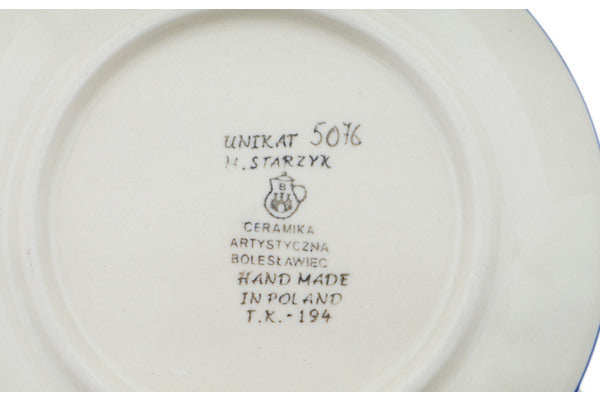 UNIKAT 5076
M. STARZYK
B
CERAMIKA
ARTYSTYCZNA
BOLESŁAWIEC
HAND MADE
IN POLAND
T.K.-194